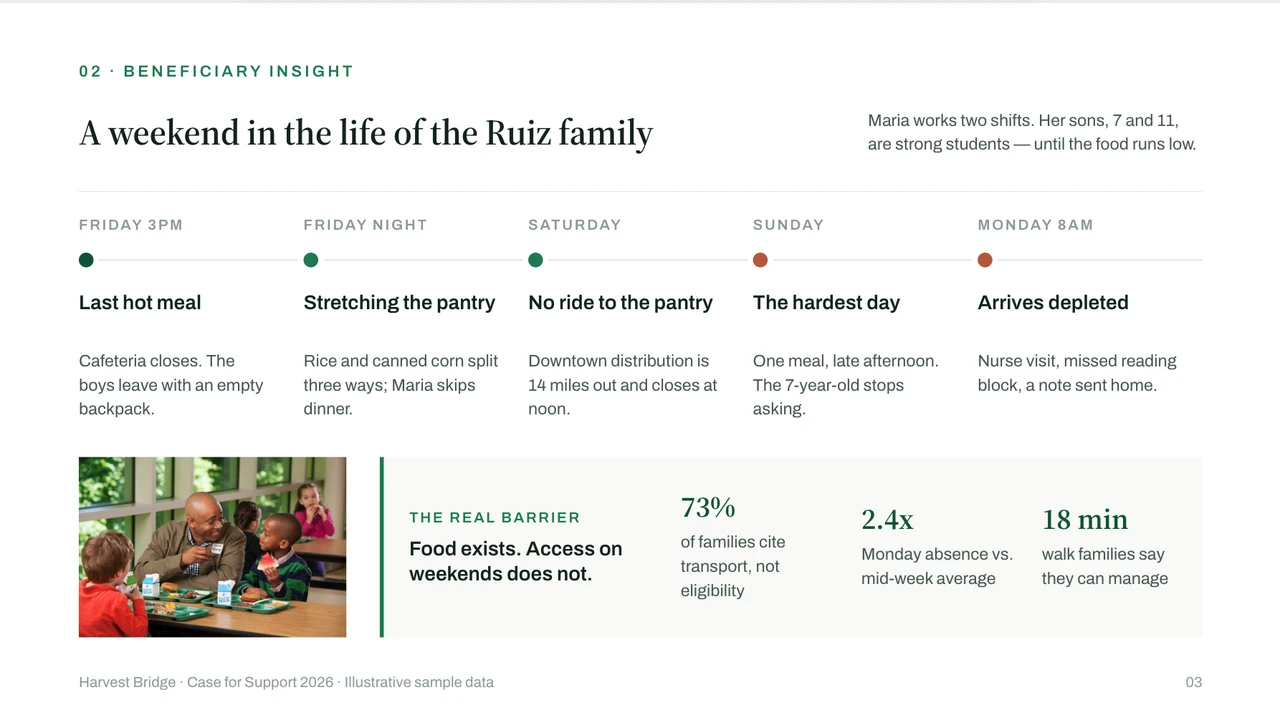 02 · BENEFICIARY INSIGHT
A weekend in the life of the Ruiz family
Maria works two shifts. Her sons, 7 and 11,
are strong students — until the food runs low.
FRIDAY 3PM
Last hot meal
Cafeteria closes. The
boys leave with an empty
backpack.
FRIDAY NIGHT
Stretching the pantry
Rice and canned corn split
three ways; Maria skips
dinner.
SATURDAY
No ride to the pantry
Downtown distribution is
14 miles out and closes at
noon.
SUNDAY
The hardest day
One meal, late afternoon.
The 7-year-old stops
asking.
MONDAY 8AM
Arrives depleted
Nurse visit, missed reading
block, a note sent home.
THE REAL BARRIER
Food exists. Access on
weekends does not.
73%
of families cite
transport, not
eligibility
2.4x
Monday absence vs.
mid-week average
18 min
walk families say
they can manage
Harvest Bridge · Case for Support 2026 · Illustrative sample data
03